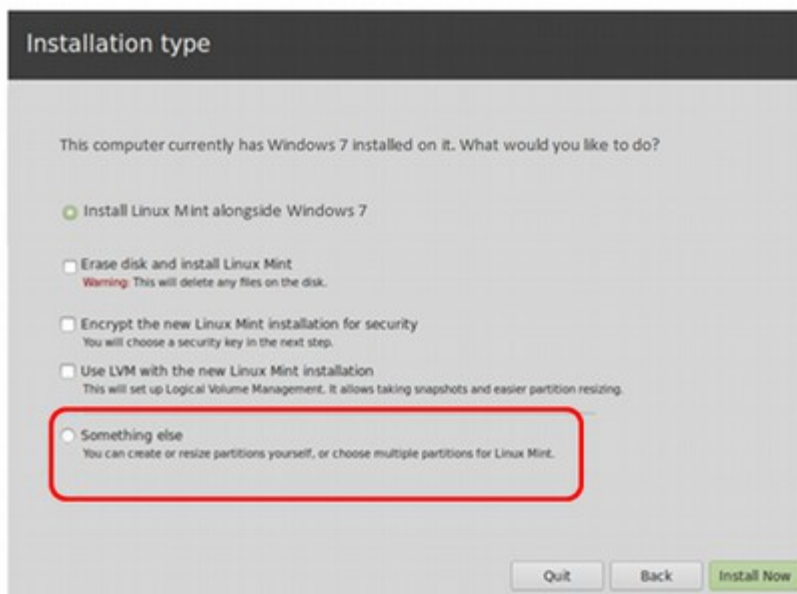 Installation type
This computer currently has Windows 7 installed on it. What would you like to do?
Install Linux Mint alongside Windows 7
Erase disk and install Linux Mint
Warning: This will delete any files on the disk.
Encrypt the new Linux Mint installation for security
You will choose a security key in the next step.
Use LVM with the new Linux Mint installation
This will set up Logical Volume Management. It allows taking snapshots and easier partition resizing.
Something else
You can create or resize partitions yourself, or choose multiple partitions for Linux Mint.
Quit Back Install Now